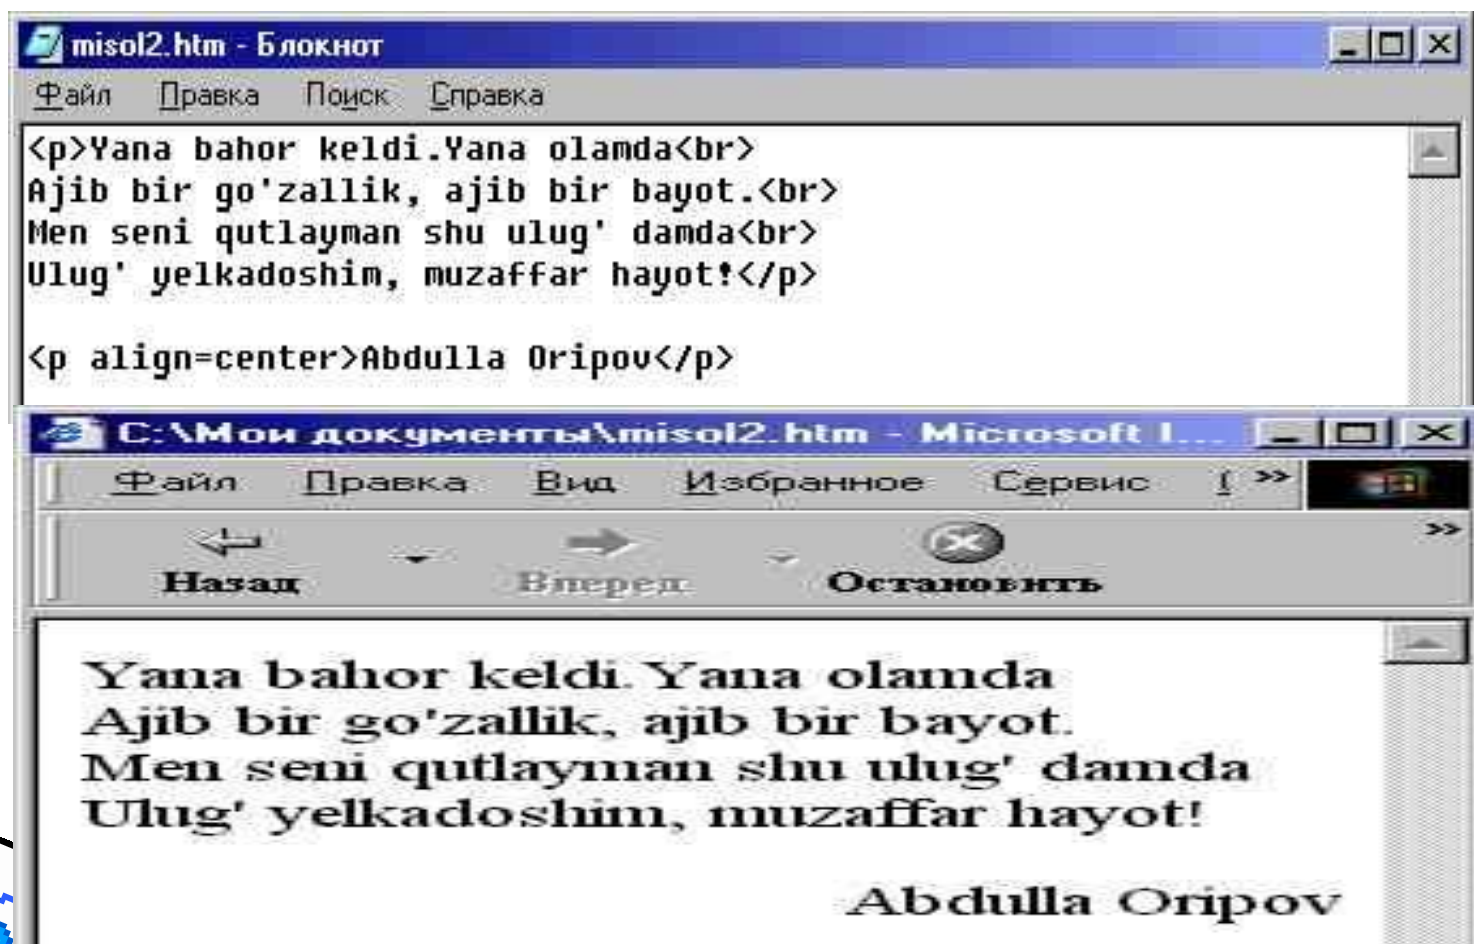 misol2.htm - Блокнот
Файл Правка Поиск Справка
<p>Yana bahor keldi.Yana olamda<br>
Ajib bir go'zallik, ajib bir bayot.<br>
Men seni qutlayman shu ulug' damda<br>
Ulug' yelkadoshim, muzaffar hayot!</p>
<p align=center>Abdulla Oripov</p>
C:\Мои документы\misol2.htm - Microsoft I...
Файл Правка Вид Избранное Сервис »
»
Назад Вперед Остановить
Yana bahor keldi.Yana olamda
Ajib bir go'zallik, ajib bir bayot.
Men seni qutlayman shu ulug' damda
Ulug' yelkadoshim, muzaffar hayot!
Abdulla Oripov